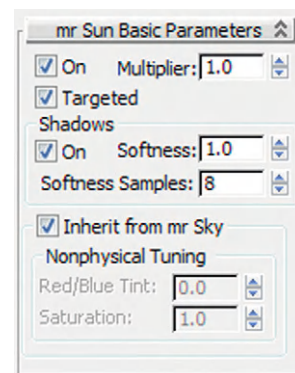 mr Sun Basic Parameters
On Multiplier: 1.0
Targeted
Shadows
On Softness: 1.0
Softness Samples: 8
Inherit from mr Sky
Nonphysical Tuning
Red/Blue Tint: 0.0
Saturation: 1.0